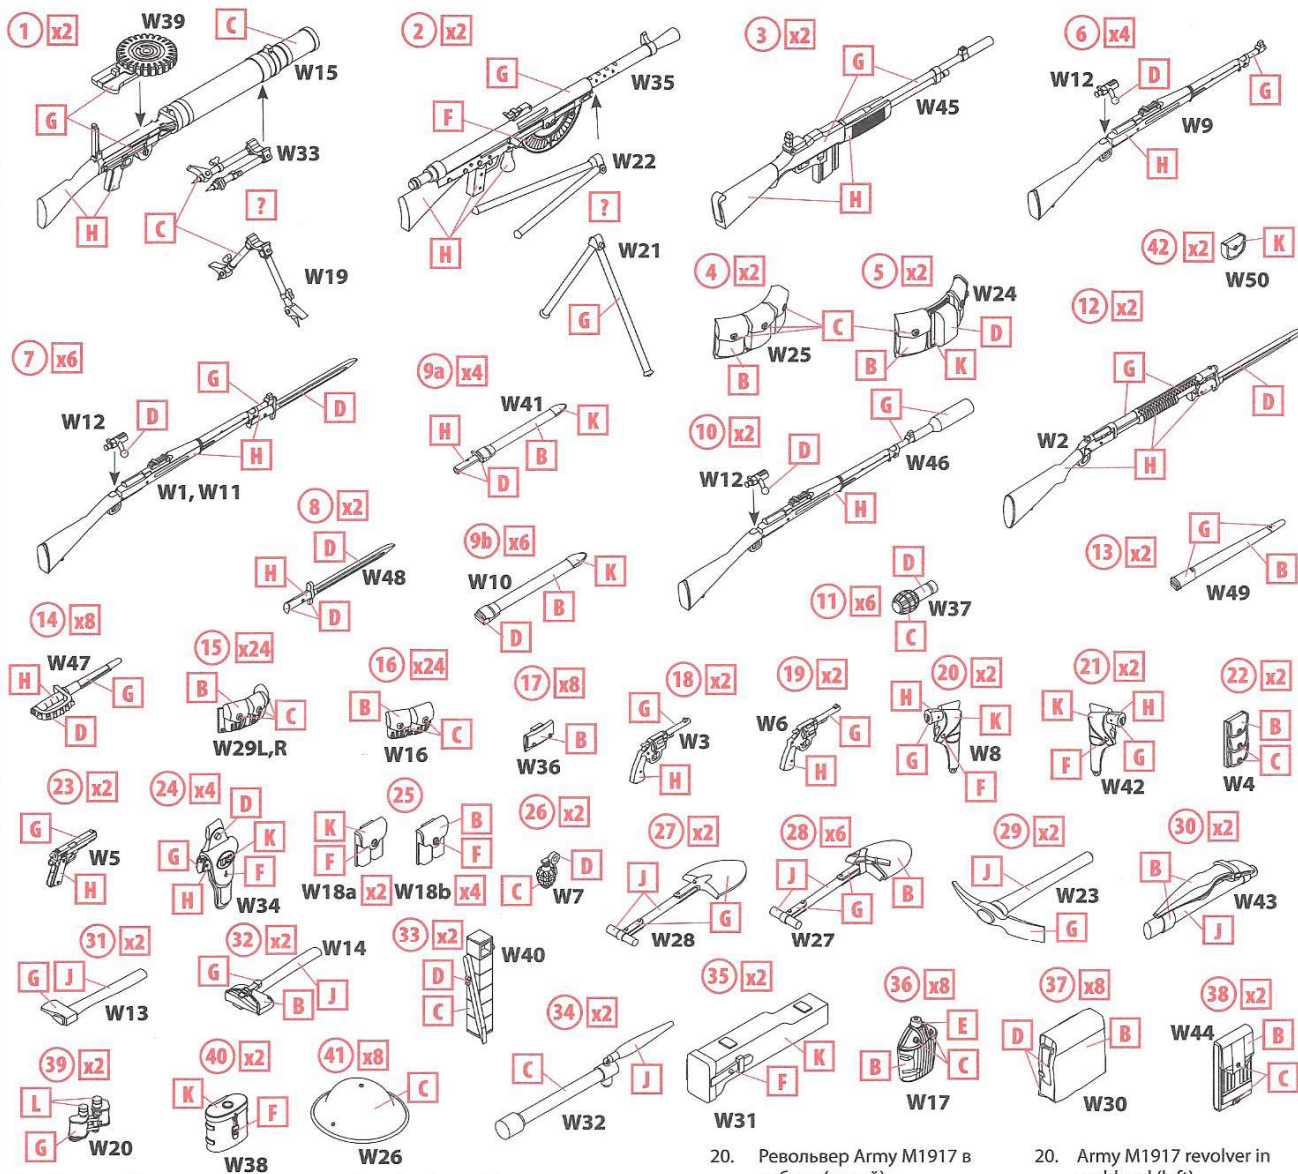 1 x2
W39
C
W15
G
W33
H
C
?
W19
2 x2
G
W35
F
W22
?
H
W21
G
3 x2
G
W45
H
6 x4
W12
D
G
W9
H
42 x2
K
W50
4 x2
C
W25
B
5 x2
W24
D
B
K
12 x2
G
D
W2
H
7 x6
G
D
W12
D
H
W1, W11
9a x4
W41
K
H
B
D
8 x2
D
H
W48
D
9b x6
W10
K
B
D
10 x2
G
W46
W12
D
H
11 x6
D
W37
C
13 x2
G
B
W49
14 x8
W47
H
G
D
15 x24
B
C
W29L,R
16 x24
B
C
W16
17 x8
B
W36
18 x2
G
W3
H
19 x2
W6
G
H
20 x2
H
K
W8
G
F
21 x2
K
H
F
G
W42
22 x2
B
C
W4
23 x2
G
W5
H
24 x4
D
K
G
F
H
W34
25
K
B
F
F
W18a x2
W18b x4
26 x2
D
C
W7
27 x2
J
G
W28
28 x6
J
B
G
W27
29 x2
J
W23
G
30 x2
B
W43
J
31 x2
G
J
W13
32 x2
W14
G
B
J
33 x2
W40
D
C
34 x2
C
J
W32
35 x2
K
F
W31
36 x8
E
B
C
W17
37 x8
D
B
W30
38 x2
W44
B
C
39 x2
L
G
W20
40 x2
K
F
W38
41 x8
C
W26
20. Револьвер Army M1917 в
20. Army M1917 revolver in